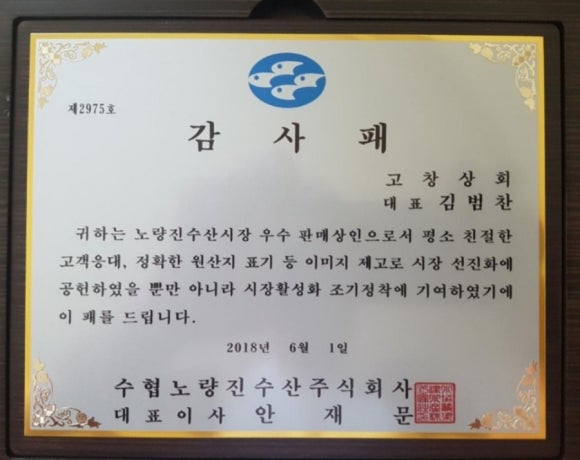 제2975호
감 사 패
고 창 상 회
대 표 김 범 찬
귀하는 노량진수산시장 우수 판매상인으로서 평소 친절한
고객응대, 정확한 원산지 표기 등 이미지 제고로 시장 선진화에
공헌하였을 뿐만 아니라 시장활성화 조기정착에 기여하였기에
이 패를 드립니다.
2018년 6월 1일
수협노량진수산주식회사
대 표 이 사 안 재 문